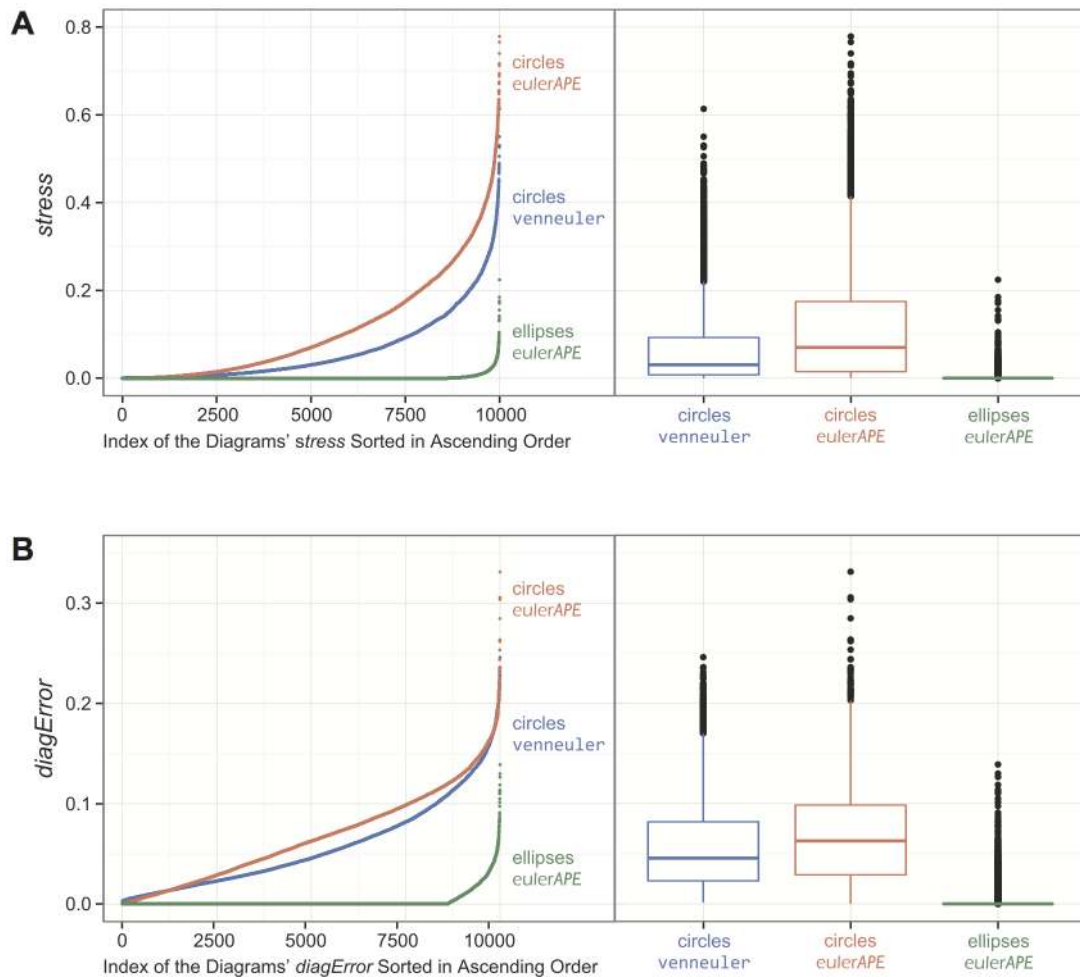 A
stress
0.8
0.6
0.4
0.2
0.0
circles
eulerAPE
circles
venneuler
ellipses
eulerAPE
0
2500
5000
7500
10000
Index of the Diagrams' stress Sorted in Ascending Order
circles
venneuler
circles
eulerAPE
ellipses
eulerAPE
B
diagError
0.3
0.2
0.1
0.0
circles
eulerAPE
circles
venneuler
ellipses
eulerAPE
0
2500
5000
7500
10000
Index of the Diagrams' diagError Sorted in Ascending Order
circles
venneuler
circles
eulerAPE
ellipses
eulerAPE